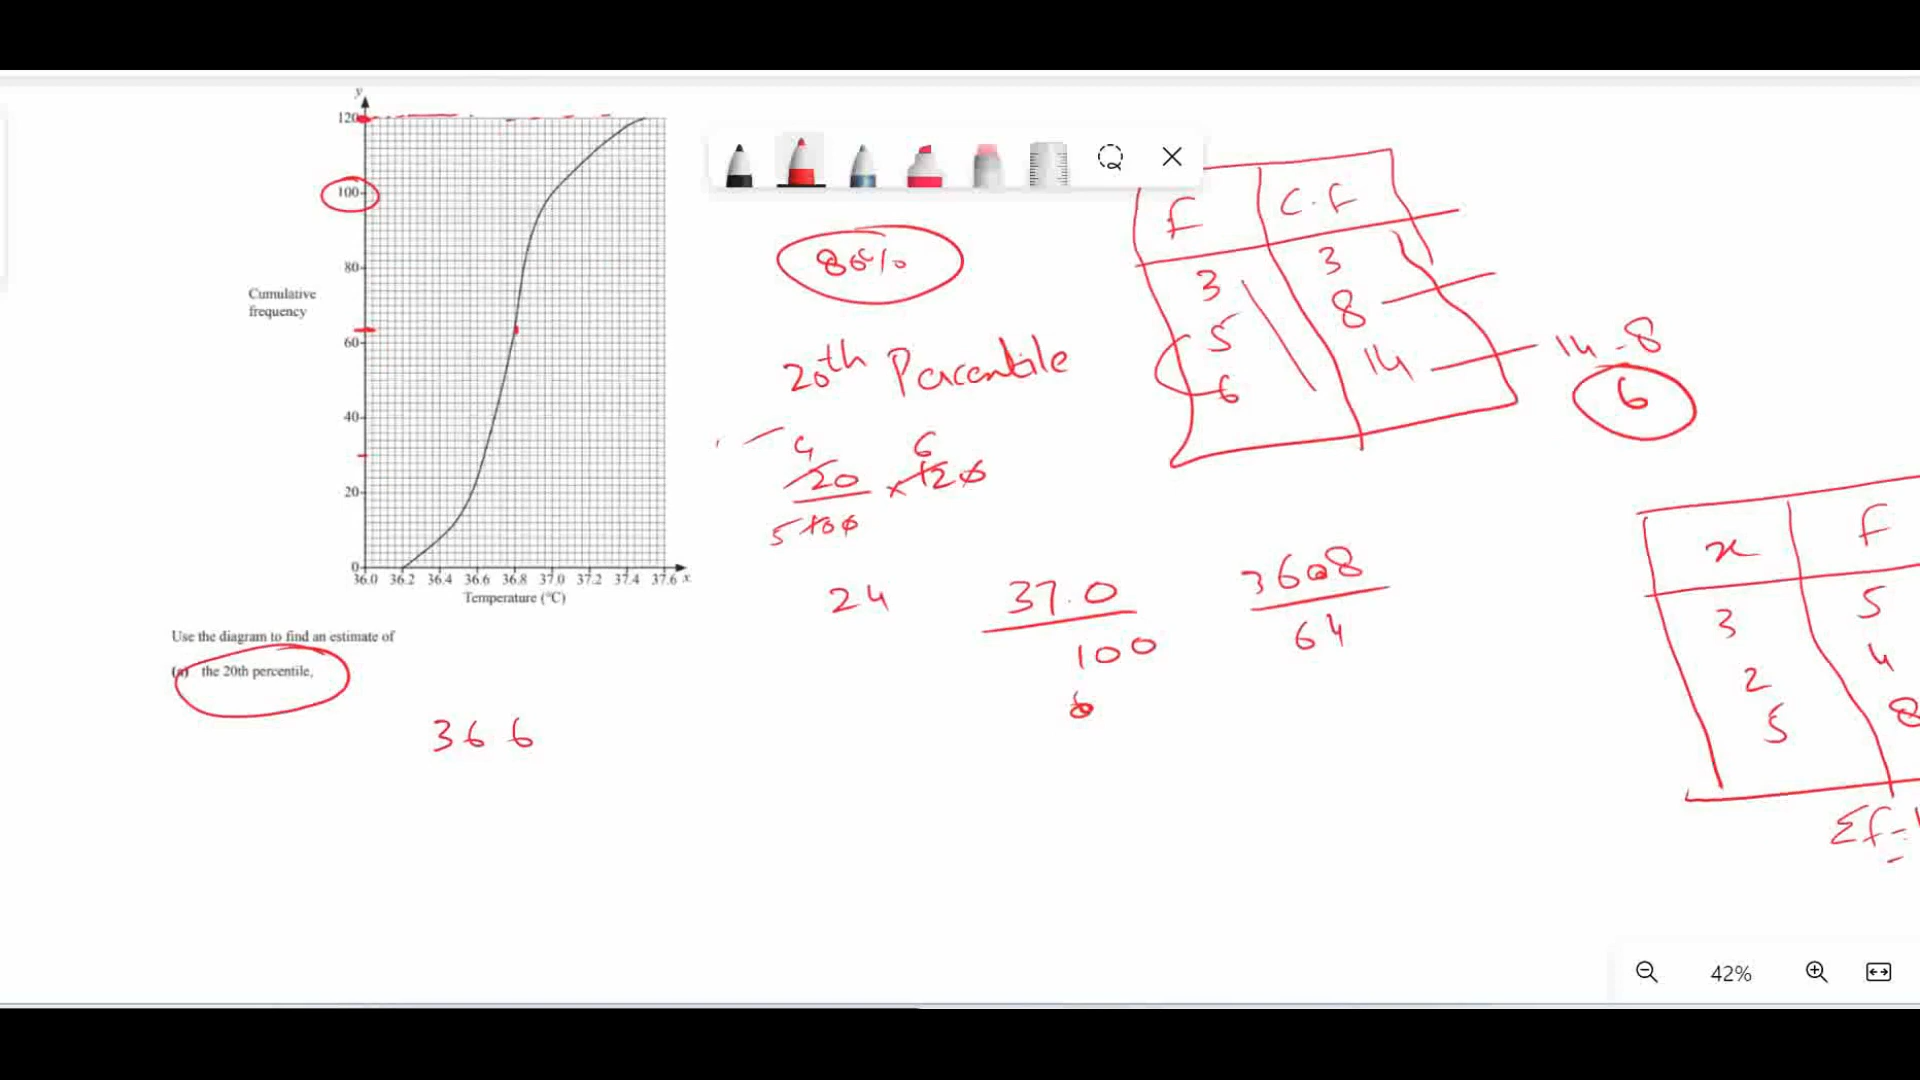 y
120
100
80
Cumulative
frequency
60
40
20
0
36.0 36.2 36.4 36.6 36.8 37.0 37.2 37.4 37.6 x
Temperature (°C)
Use the diagram to find an estimate of
(a) the 20th percentile,
36 6
80%
20th Percentile
4 6
20 × 120
5 100
24
37.0
100
36.8
64
F C.F
3 3
5 8
6 14
14 - 8
6
x F
3 5
2 4
5 8
Σf=
42%